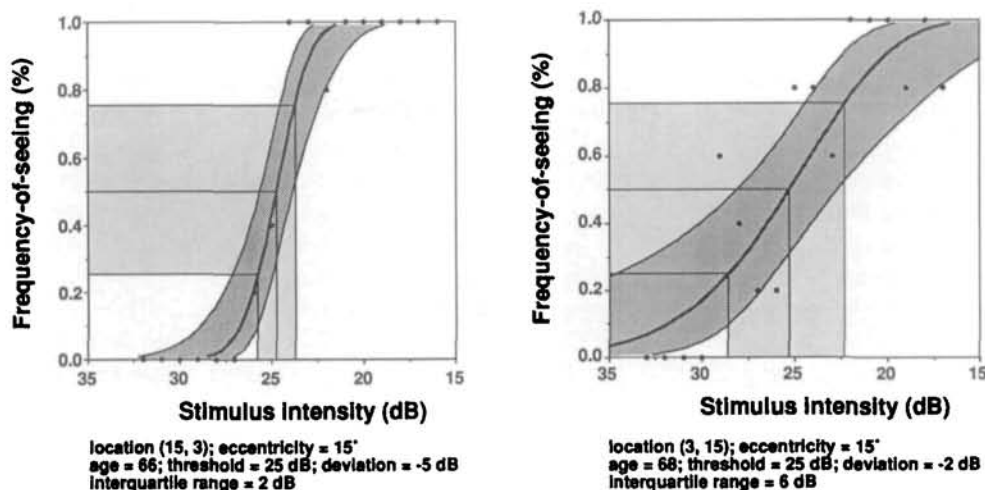 1.0
0.8
0.6
0.4
0.2
0.0
Frequency-of-seeing (%)
35 30 25 20 15
Stimulus intensity (dB)
location (15, 3); eccentricity = 15°
age = 66; threshold = 25 dB; deviation = -5 dB
interquartile range = 2 dB
1.0
0.8
0.6
0.4
0.2
0.0
Frequency-of-seeing (%)
35 30 25 20 15
Stimulus intensity (dB)
location (3, 15); eccentricity = 15°
age = 68; threshold = 25 dB; deviation = -2 dB
interquartile range = 6 dB